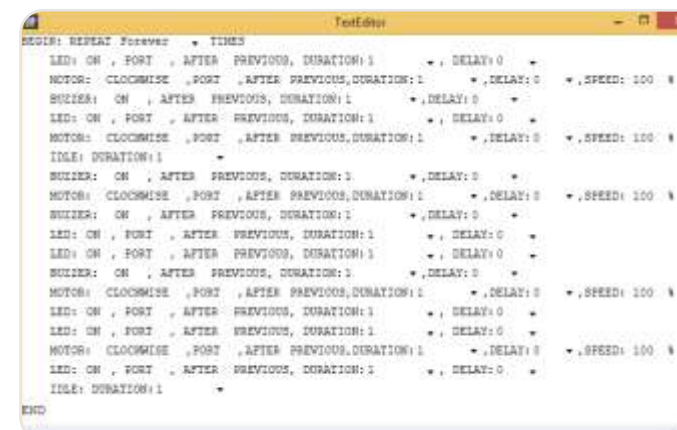 TextEditor
BEGIN: REPEAT Forever TIMES
LED: ON , PORT , AFTER PREVIOUS, DURATION:1 , DELAY:0
MOTOR: CLOCKWISE ,PORT ,AFTER PREVIOUS,DURATION:1 ,DELAY:0 ,SPEED: 100 %
BUZZER: ON , AFTER PREVIOUS, DURATION:1 ,DELAY:0
LED: ON , PORT , AFTER PREVIOUS, DURATION:1 , DELAY:0
MOTOR: CLOCKWISE ,PORT ,AFTER PREVIOUS,DURATION:1 ,DELAY:0 ,SPEED: 100 %
IDLE: DURATION:1
BUZZER: ON , AFTER PREVIOUS, DURATION:1 ,DELAY:0
MOTOR: CLOCKWISE ,PORT ,AFTER PREVIOUS,DURATION:1 ,DELAY:0 ,SPEED: 100 %
BUZZER: ON , AFTER PREVIOUS, DURATION:1 ,DELAY:0
LED: ON , PORT , AFTER PREVIOUS, DURATION:1 , DELAY:0
LED: ON , PORT , AFTER PREVIOUS, DURATION:1 , DELAY:0
BUZZER: ON , AFTER PREVIOUS, DURATION:1 ,DELAY:0
MOTOR: CLOCKWISE ,PORT ,AFTER PREVIOUS,DURATION:1 ,DELAY:0 ,SPEED: 100 %
LED: ON , PORT , AFTER PREVIOUS, DURATION:1 , DELAY:0
LED: ON , PORT , AFTER PREVIOUS, DURATION:1 , DELAY:0
MOTOR: CLOCKWISE ,PORT ,AFTER PREVIOUS,DURATION:1 ,DELAY:0 ,SPEED: 100 %
LED: ON , PORT , AFTER PREVIOUS, DURATION:1 , DELAY:0
IDLE: DURATION:1
END